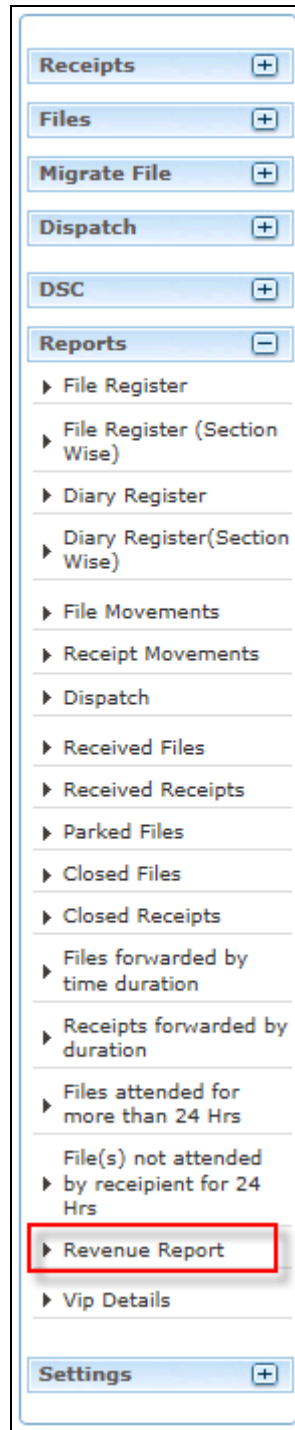 Receipts
Files
Migrate File
Dispatch
DSC
Reports
File Register
File Register (Section
Wise)
Diary Register
Diary Register(Section
Wise)
File Movements
Receipt Movements
Dispatch
Received Files
Received Receipts
Parked Files
Closed Files
Closed Receipts
Files forwarded by
time duration
Receipts forwarded by
duration
Files attended for
more than 24 Hrs
File(s) not attended
by receipient for 24
Hrs
Revenue Report
Vip Details
Settings